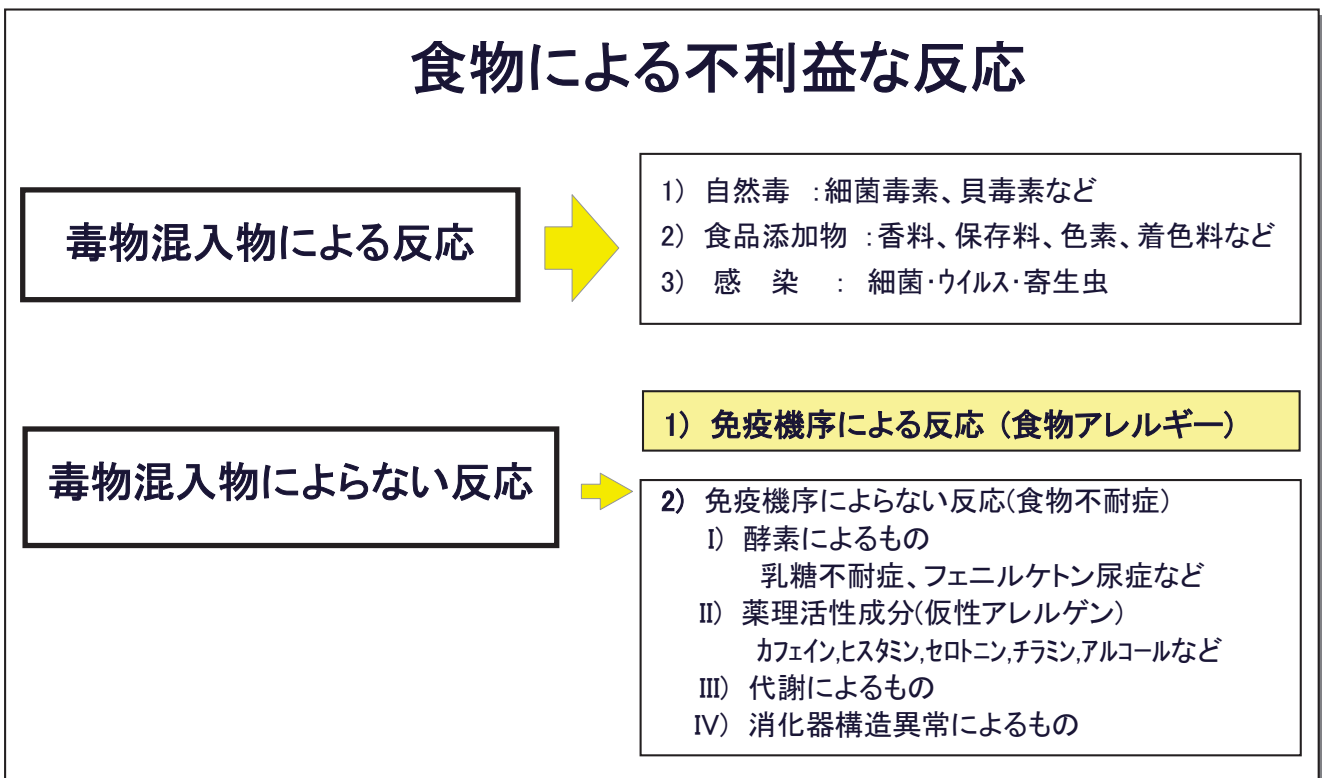 食物による不利益な反応
毒物混入物による反応
1) 自然毒 :細菌毒素、貝毒素など
2) 食品添加物 :香料、保存料、色素、着色料など
3) 感 染 : 細菌・ウイルス・寄生虫
毒物混入物によらない反応
1) 免疫機序による反応 (食物アレルギー)
2) 免疫機序によらない反応(食物不耐症)
I) 酵素によるもの
乳糖不耐症、フェニルケトン尿症など
II) 薬理活性成分(仮性アレルゲン)
カフェイン,ヒスタミン,セロトニン,チラミン,アルコールなど
III) 代謝によるもの
IV) 消化器構造異常によるもの